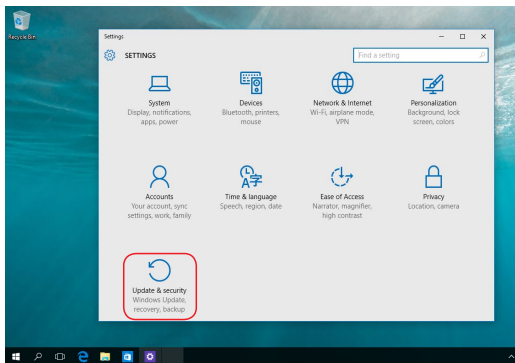 Recycle Bin
Settings
SETTINGS
Find a setting
System
Display, notifications,
apps, power
Devices
Bluetooth, printers,
mouse
Network & Internet
Wi-Fi, airplane mode,
VPN
Personalization
Background, lock
screen, colors
Accounts
Your account, sync
settings, work, family
Time & language
Speech, region, date
Ease of Access
Narrator, magnifier,
high contrast
Privacy
Location, camera
Update & security
Windows Update,
recovery, backup